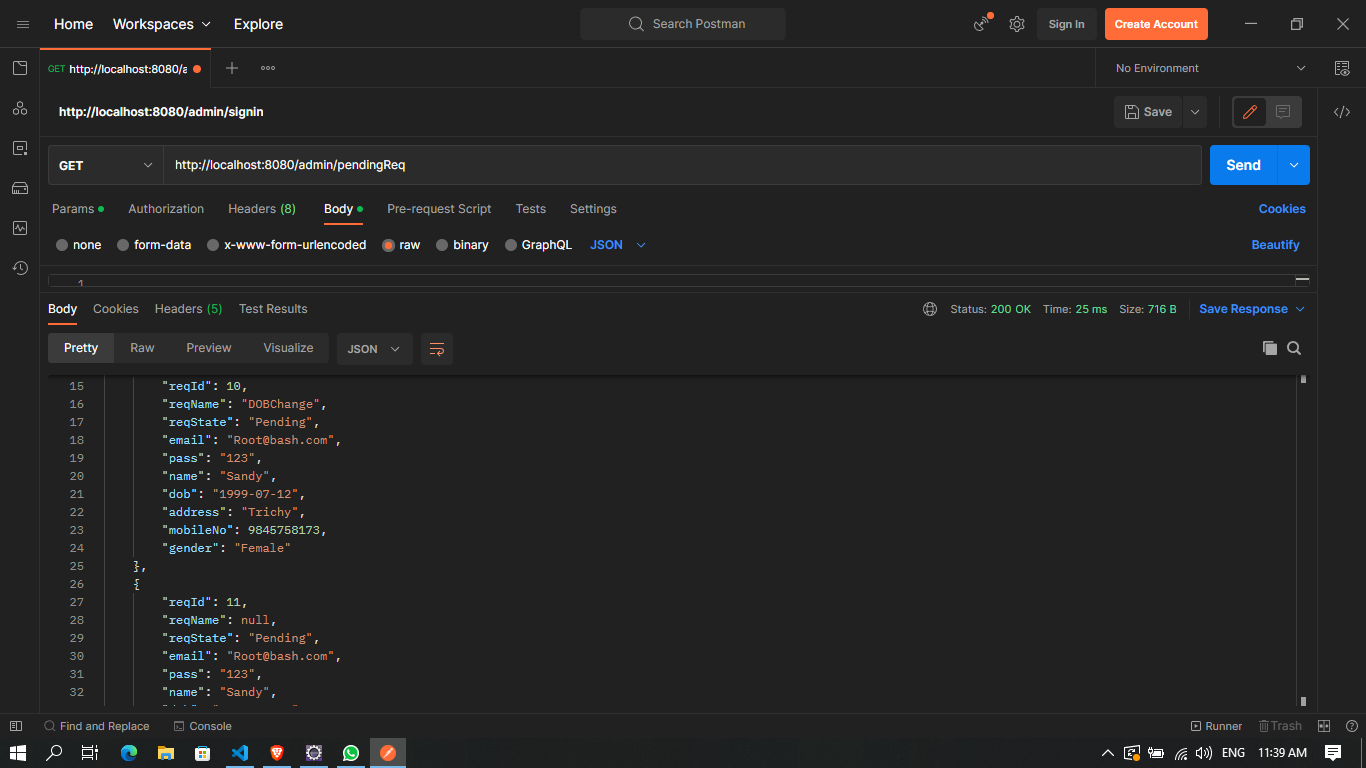 Home Workspaces Explore Search Postman Sign In Create Account
GET http://localhost:8080/a No Environment
http://localhost:8080/admin/signin Save
GET http://localhost:8080/admin/pendingReq Send
Params Authorization Headers (8) Body Pre-request Script Tests Settings Cookies
none form-data x-www-form-urlencoded raw binary GraphQL JSON Beautify
1
Body Cookies Headers (5) Test Results Status: 200 OK Time: 25 ms Size: 716 B Save Response
Pretty Raw Preview Visualize JSON
15 "reqId": 10,
16 "reqName": "DOBChange",
17 "reqState": "Pending",
18 "email": "Root@bash.com",
19 "pass": "123",
20 "name": "Sandy",
21 "dob": "1999-07-12",
22 "address": "Trichy",
23 "mobileNo": 9845758173,
24 "gender": "Female"
25 },
26 {
27 "reqId": 11,
28 "reqName": null,
29 "reqState": "Pending",
30 "email": "Root@bash.com",
31 "pass": "123",
32 "name": "Sandy",
Find and Replace Console Runner Trash
ENG 11:39 AM